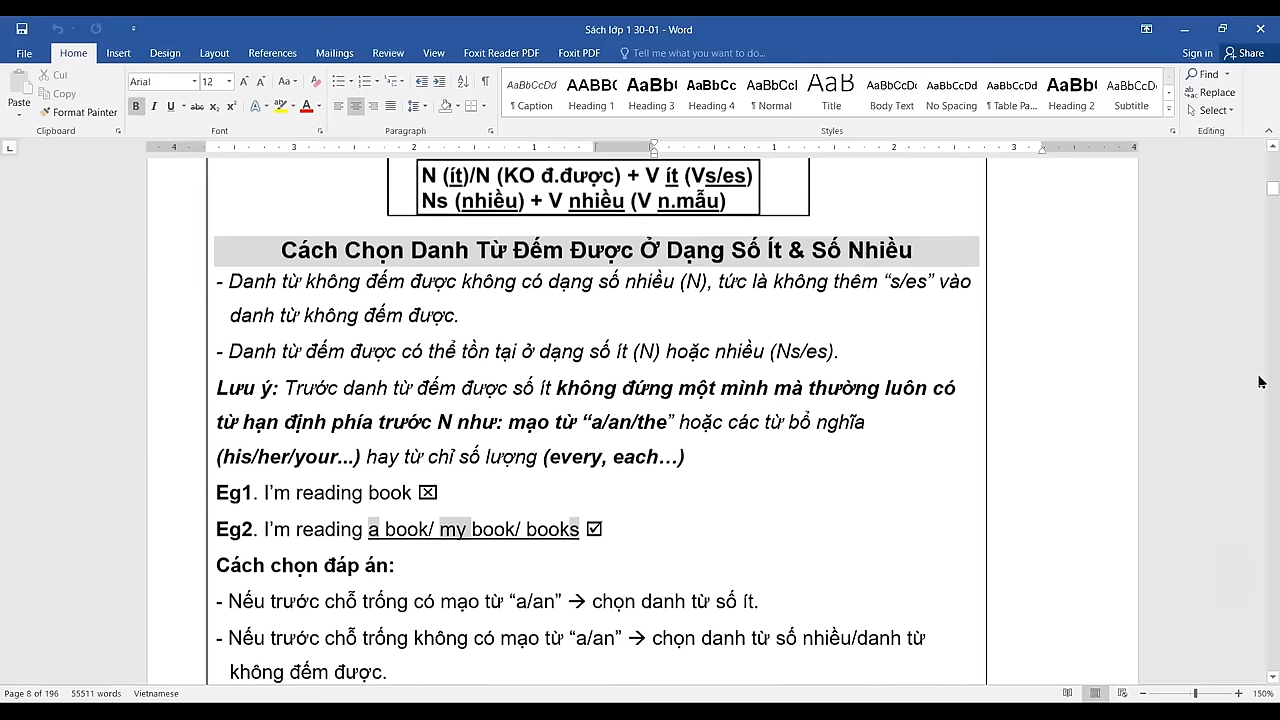 Sách lớp 1 30-01 - Word
File Home Insert Design Layout References Mailings Review View Foxit Reader PDF Foxit PDF Tell me what you want to do... Sign in Share
Paste Cut Copy Format Painter
Arial 12
AaBbCcDd AABBC AaBb( AaBbCc AaBbCcI AaB AaBbCcDd AaBbCcDd AaBbCcDd AaBb( AaBbCcDd
¶ Caption Heading 1 Heading 3 Heading 4 ¶ Normal Title Body Text ¶ No Spacing ¶ Table Pa... Heading 2 Subtitle
Find Replace Select
Clipboard Font Paragraph Styles Editing
4 3 2 1 1 2 3 4
N (ít)/N (KO đ.được) + V ít (Vs/es)
Ns (nhiều) + V nhiều (V n.mẫu)
Cách Chọn Danh Từ Đếm Được Ở Dạng Số Ít & Số Nhiều
- Danh từ không đếm được không có dạng số nhiều (N), tức là không thêm “s/es” vào
danh từ không đếm được.
- Danh từ đếm được có thể tồn tại ở dạng số ít (N) hoặc nhiều (Ns/es).
Lưu ý: Trước danh từ đếm được số ít không đứng một mình mà thường luôn có
từ hạn định phía trước N như: mạo từ “a/an/the” hoặc các từ bổ nghĩa
(his/her/your...) hay từ chỉ số lượng (every, each…)
Eg1. I’m reading book ☒
Eg2. I’m reading a book/ my book/ books ☑
Cách chọn đáp án:
- Nếu trước chỗ trống có mạo từ “a/an” → chọn danh từ số ít.
- Nếu trước chỗ trống không có mạo từ “a/an” → chọn danh từ số nhiều/danh từ
không đếm được.
Page 8 of 196 55511 words Vietnamese 150%